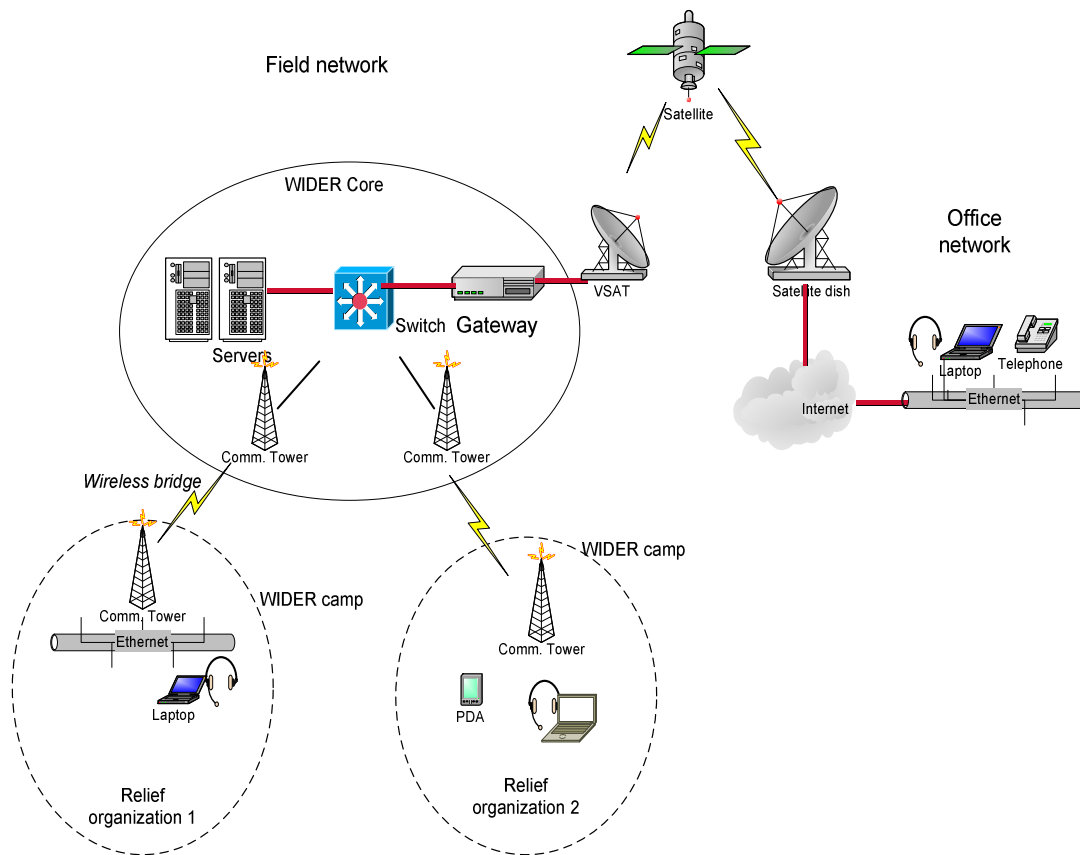 Field network
Satellite
WIDER Core
Office
network
VSAT
Satellite dish
Switch
Gateway
Servers
Laptop
Telephone
Ethernet
Internet
Comm. Tower
Comm. Tower
Wireless bridge
WIDER camp
WIDER camp
Comm. Tower
Ethernet
Comm. Tower
Laptop
PDA
Relief
organization 1
Relief
organization 2